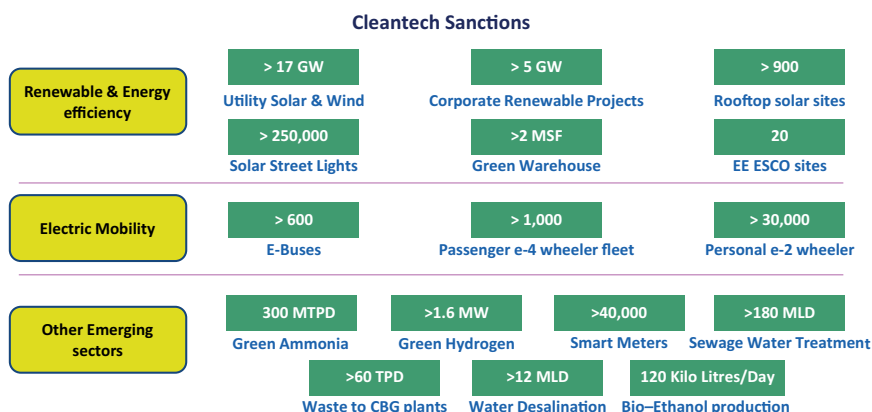 Cleantech Sanctions
Renewable & Energy
efficiency
> 17 GW
> 5 GW
> 900
Utility Solar & Wind
Corporate Renewable Projects
Rooftop solar sites
> 250,000
>2 MSF
20
Solar Street Lights
Green Warehouse
EE ESCO sites
Electric Mobility
> 600
> 1,000
> 30,000
E-Buses
Passenger e-4 wheeler fleet
Personal e-2 wheeler
Other Emerging
sectors
300 MTPD
>1.6 MW
>40,000
>180 MLD
Green Ammonia
Green Hydrogen
Smart Meters
Sewage Water Treatment
>60 TPD
>12 MLD
120 Kilo Litres/Day
Waste to CBG plants
Water Desalination
Bio–Ethanol production